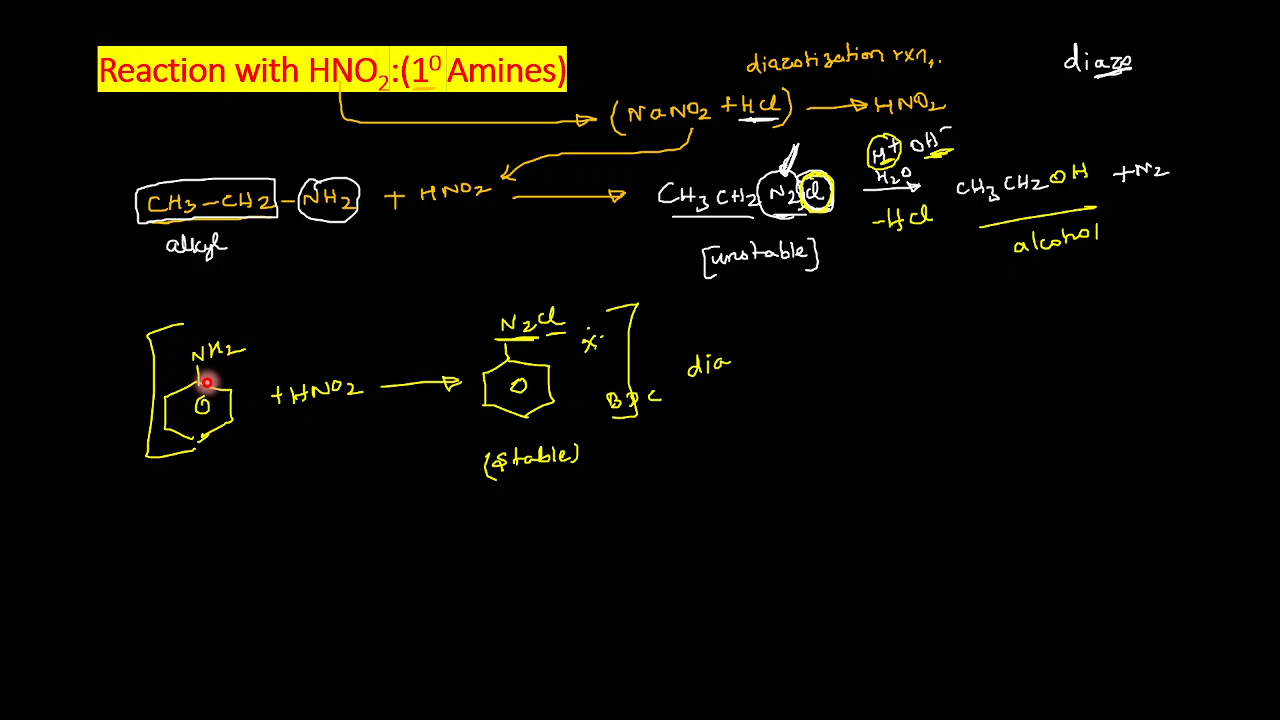 Reaction with HNO2:(1⁰ Amines)
diazotization rxn.
diazo
(NaNO2 + HCl) → HNO2
CH3-CH2-NH2 + HNO2 → CH3CH2N2Cl H+ OH- H2O -HCl → CH3CH2OH +N2
alkyl
[unstable]
alcohol
NH2 + HNO2 → N2Cl
BDC
dia
(Stable)